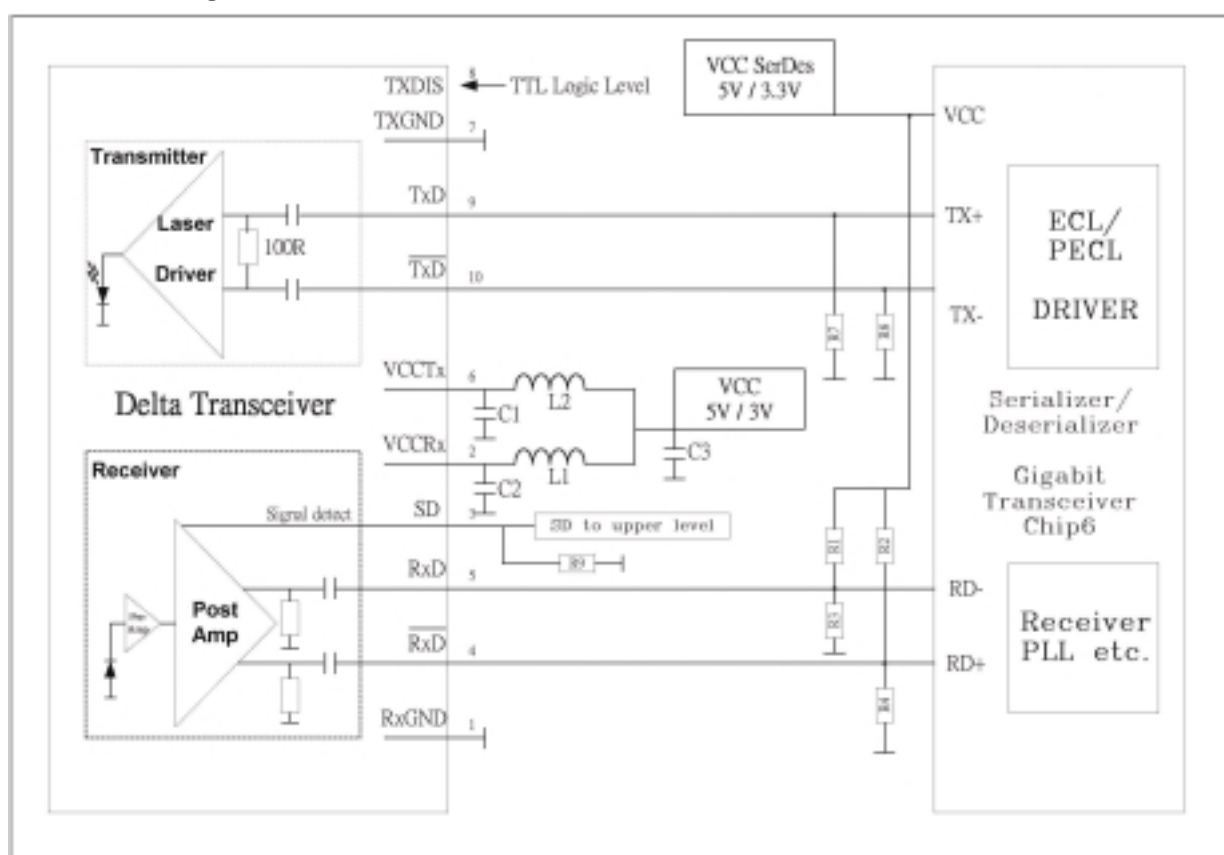 TXDIS
8
TTL Logic Level
VCC SerDes
5V / 3.3V
VCC
TXGND
7
Transmitter
Laser
Driver
100R
TxD
9
TX+
TxD
10
TX-
ECL/
PECL
DRIVER
R7
VCCTx
6
L2
C1
VCC
5V / 3V
Delta Transceiver
VCCRx
2
L1
C2
C3
Serializer/
Deserializer
Gigabit
Transceiver
Chip6
Receiver
Signal detect
SD
3
SD to upper level
R9
R1
R2
RxD
5
RD-
Post
Amp
R3
RxD
4
RD+
Receiver
PLL etc.
R4
RxGND
1